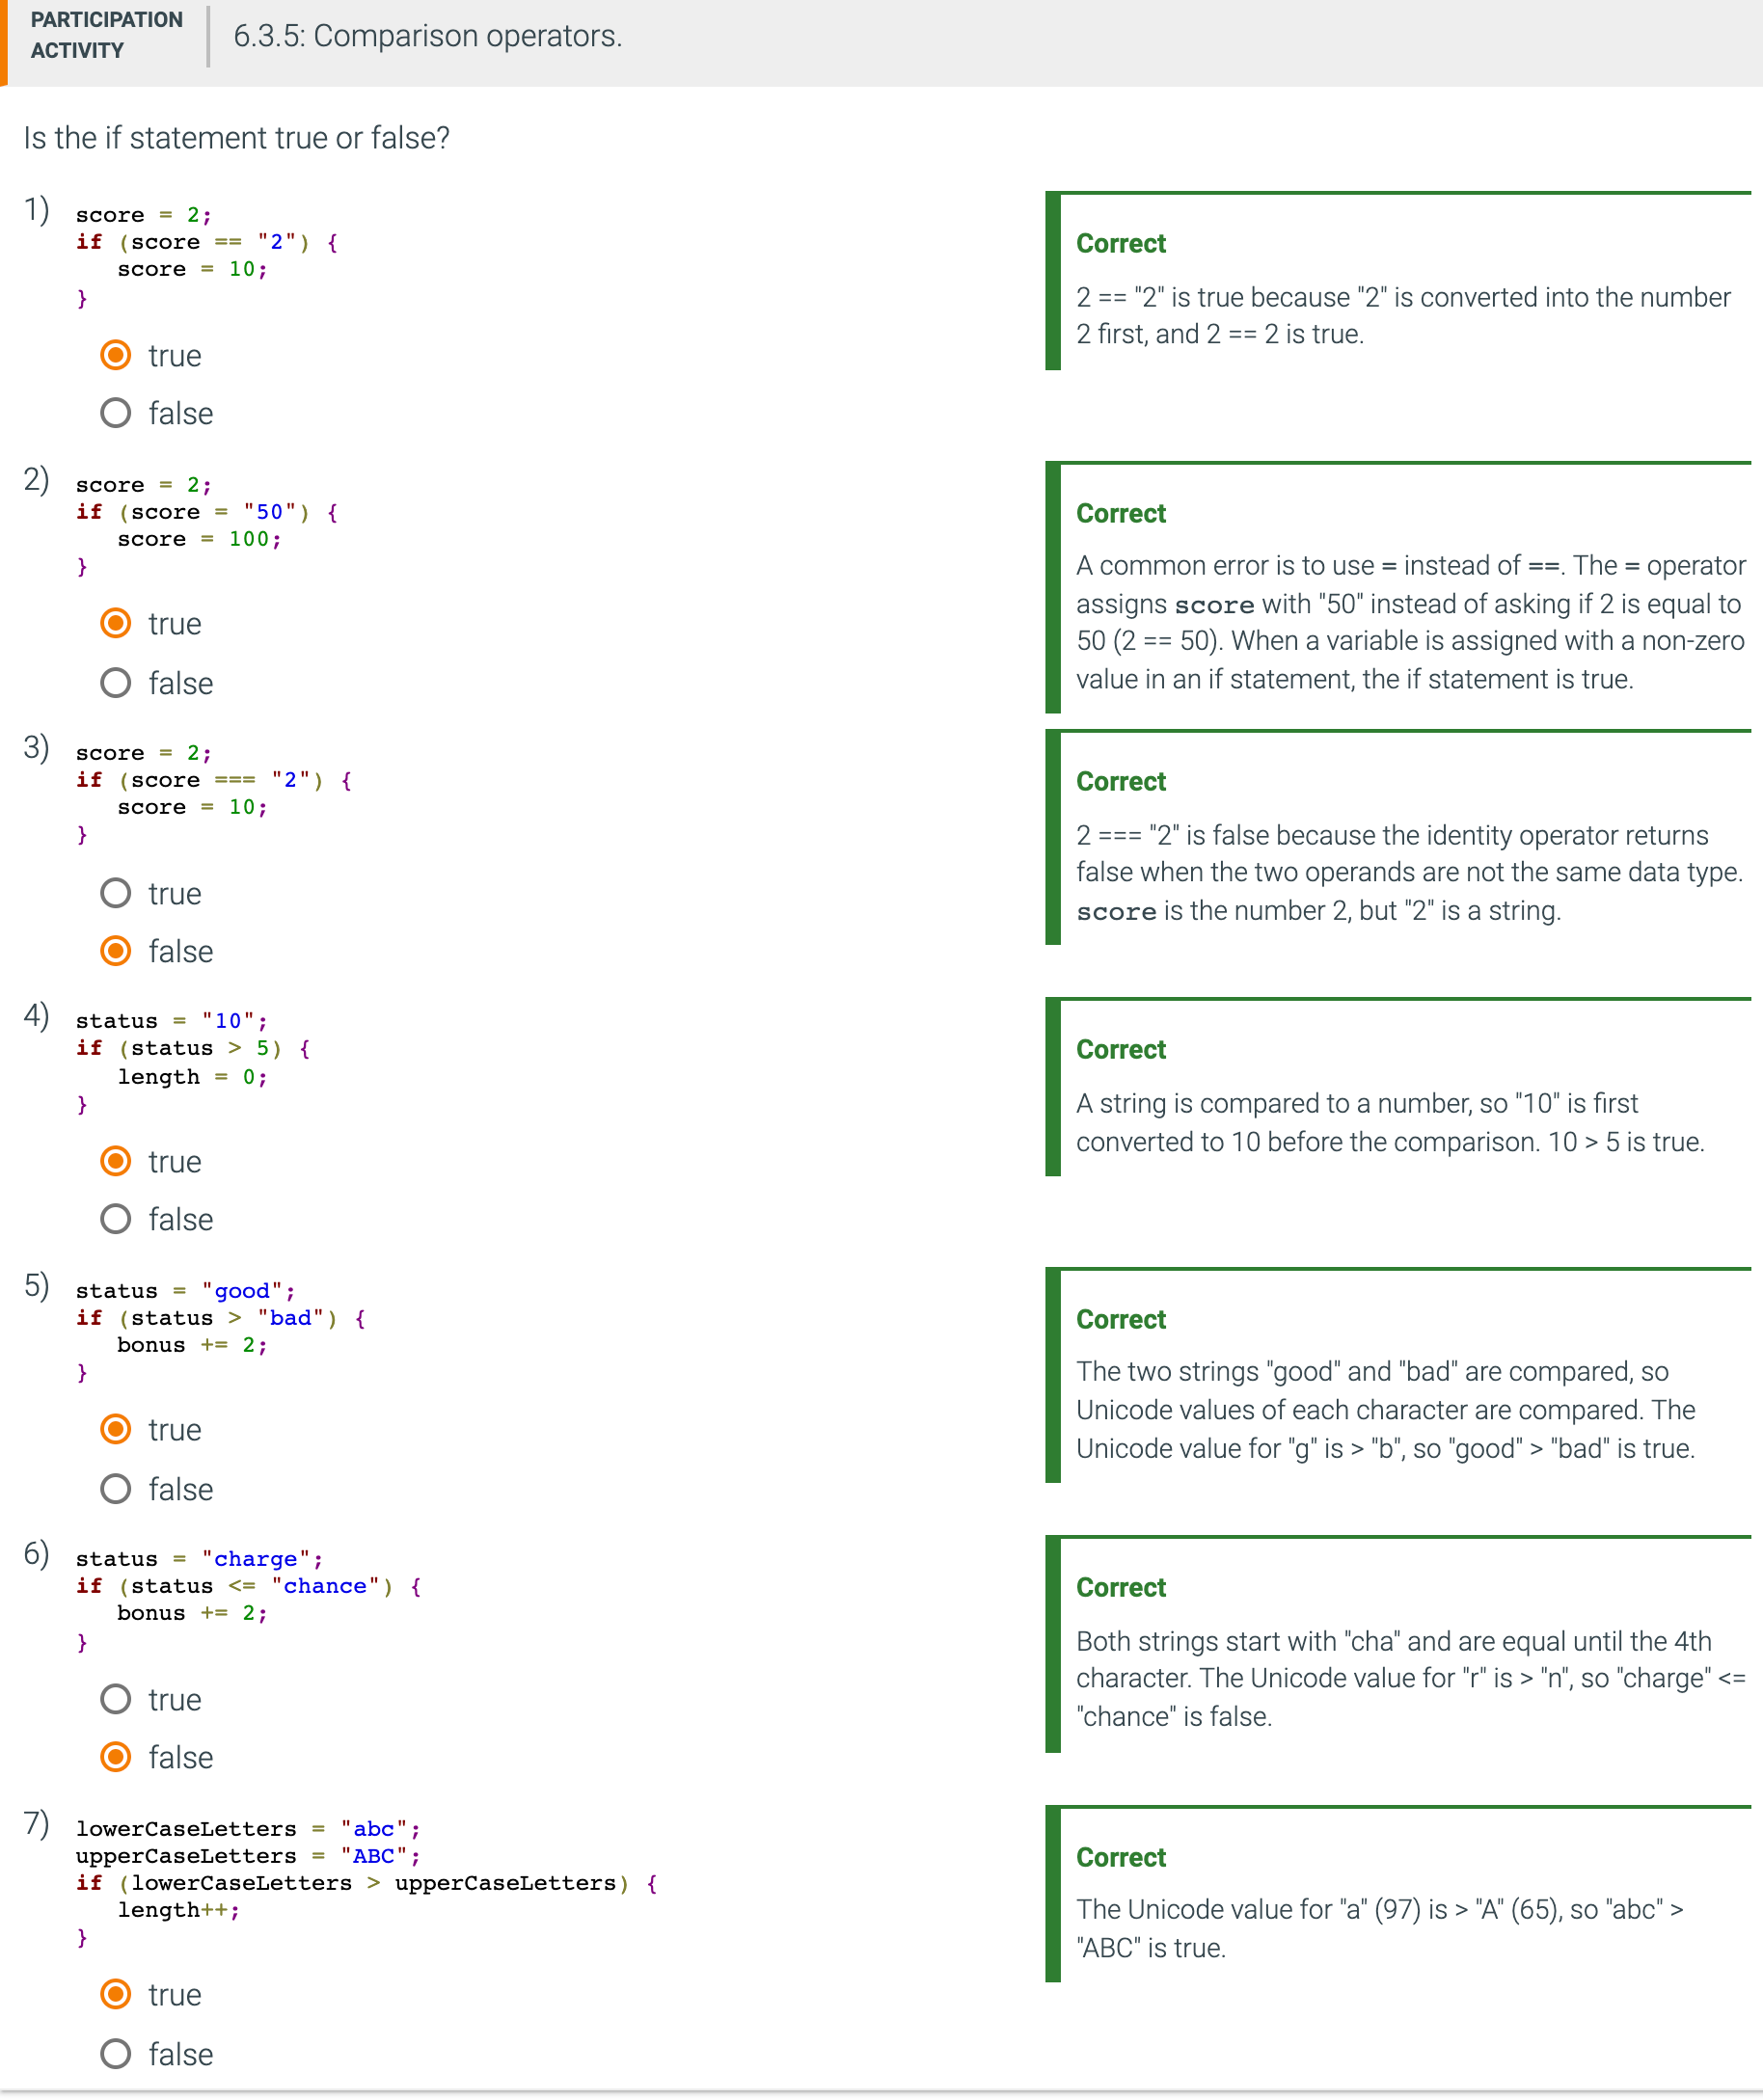 PARTICIPATION
ACTIVITY
6.3.5: Comparison operators.
Is the if statement true or false?
1)
score = 2;
if (score == "2") {
   score = 10;
}
true
false
Correct
2 == "2" is true because "2" is converted into the number
2 first, and 2 == 2 is true.
2)
score = 2;
if (score = "50") {
   score = 100;
}
true
false
Correct
A common error is to use = instead of ==. The = operator
assigns score with "50" instead of asking if 2 is equal to
50 (2 == 50). When a variable is assigned with a non-zero
value in an if statement, the if statement is true.
3)
score = 2;
if (score === "2") {
   score = 10;
}
true
false
Correct
2 === "2" is false because the identity operator returns
false when the two operands are not the same data type.
score is the number 2, but "2" is a string.
4)
status = "10";
if (status > 5) {
   length = 0;
}
true
false
Correct
A string is compared to a number, so "10" is first
converted to 10 before the comparison. 10 > 5 is true.
5)
status = "good";
if (status > "bad") {
   bonus += 2;
}
true
false
Correct
The two strings "good" and "bad" are compared, so
Unicode values of each character are compared. The
Unicode value for "g" is > "b", so "good" > "bad" is true.
6)
status = "charge";
if (status <= "chance") {
   bonus += 2;
}
true
false
Correct
Both strings start with "cha" and are equal until the 4th
character. The Unicode value for "r" is > "n", so "charge" <=
"chance" is false.
7)
lowerCaseLetters = "abc";
upperCaseLetters = "ABC";
if (lowerCaseLetters > upperCaseLetters) {
   length++;
}
true
false
Correct
The Unicode value for "a" (97) is > "A" (65), so "abc" >
"ABC" is true.